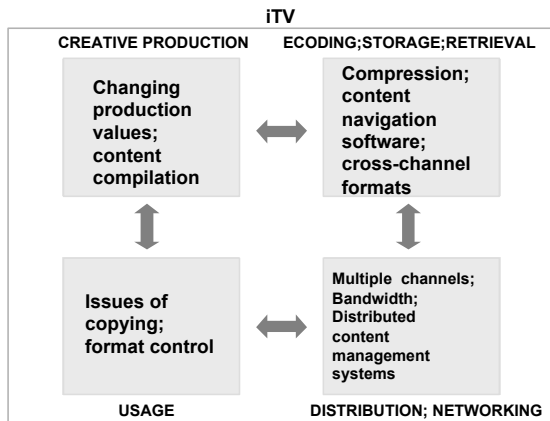 iTV
CREATIVE PRODUCTION
ECODING;STORAGE;RETRIEVAL
Changing
production
values;
content
compilation
Compression;
content
navigation
software;
cross-channel
formats
Issues of
copying;
format control
Multiple channels;
Bandwidth;
Distributed
content
management
systems
USAGE
DISTRIBUTION; NETWORKING